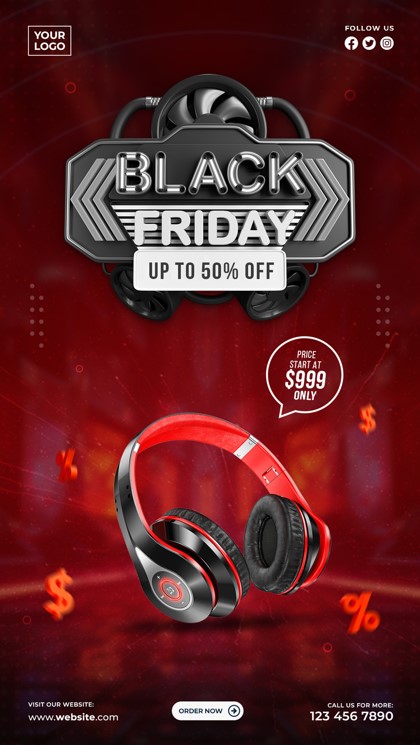 YOUR
LOGO
FOLLOW US
BLACK
FRIDAY
UP TO 50% OFF
PRICE
START AT
$999
ONLY
$
%
$
%
VISIT OUR WEBSITE:
www.website.com
ORDER NOW
CALL US FOR MORE:
123 456 7890